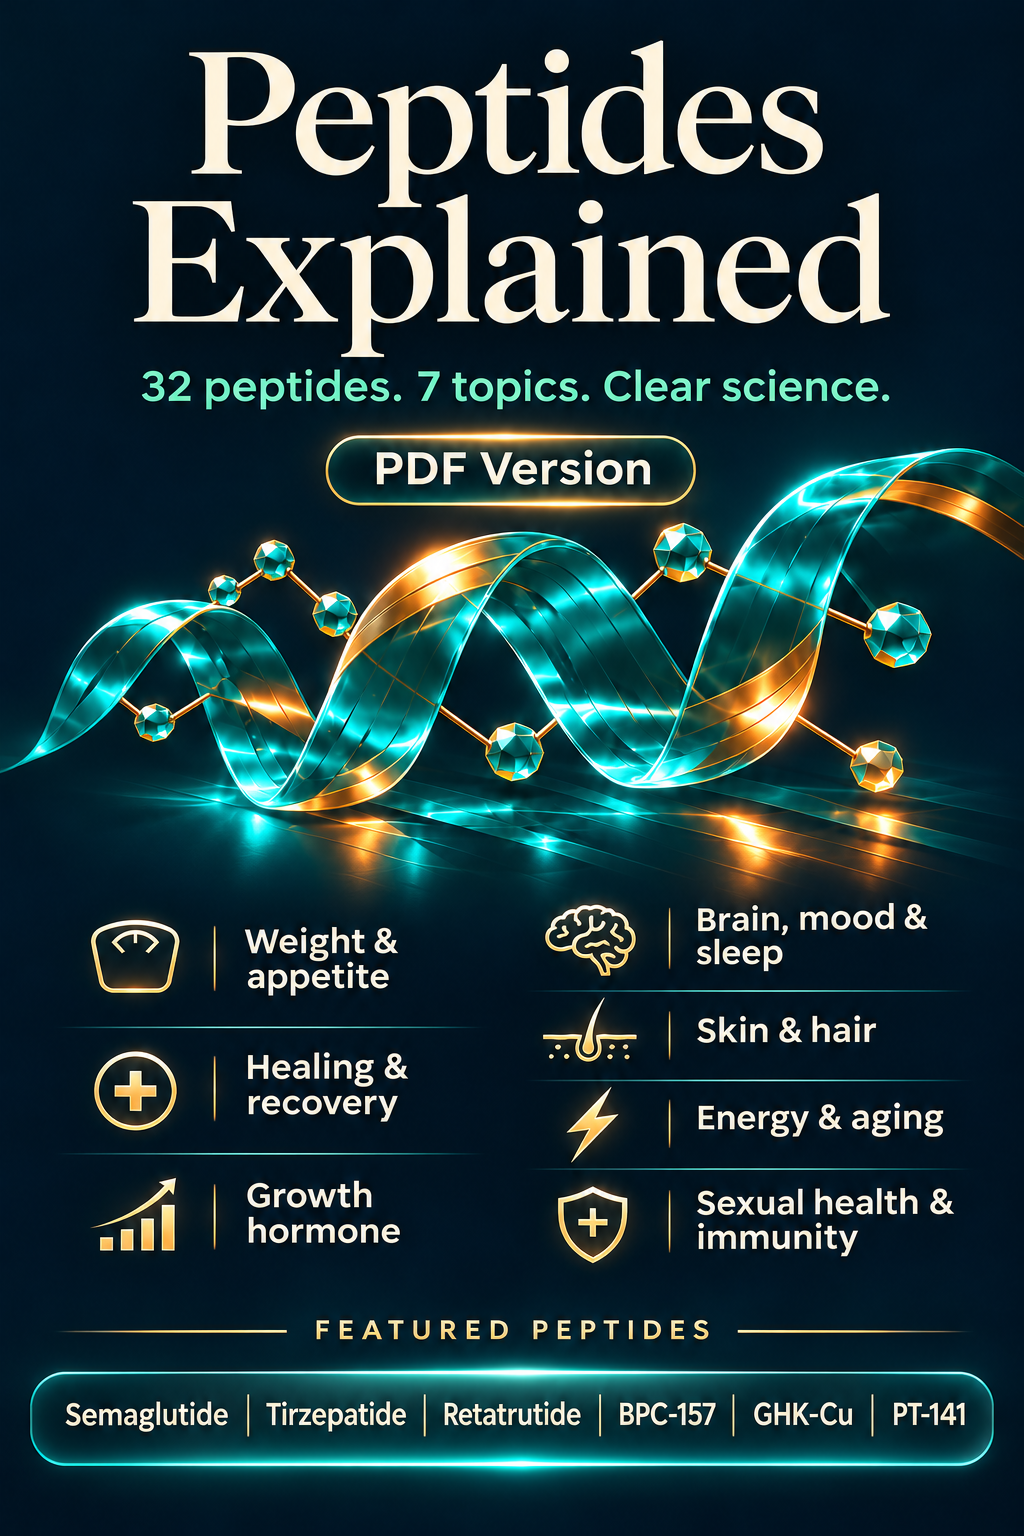 Peptides
Explained
32 peptides. 7 topics. Clear science.
PDF Version
Weight &
appetite
Healing &
recovery
Growth
hormone
Brain, mood &
sleep
Skin & hair
Energy & aging
Sexual health &
immunity
FEATURED PEPTIDES
Semaglutide | Tirzepatide | Retatrutide | BPC-157 | GHK-Cu | PT-141